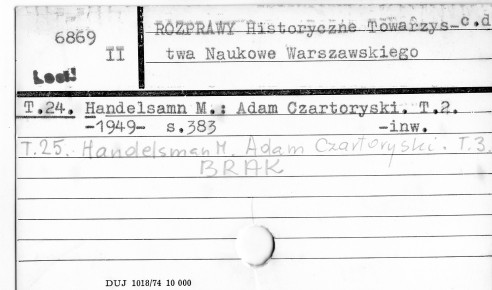 6869
II
Lect!
ROZPRAWY Historyczne Towarzys-c.d
twa Naukowe Warszawskiego
T.24. Handelsamn M.: Adam Czartoryski. T.2.
-1949- s.383 -inw.
T.25. Handelsman M. Adam Czartoryski. T.3.
BRAK
DUJ 1018/74 10 000